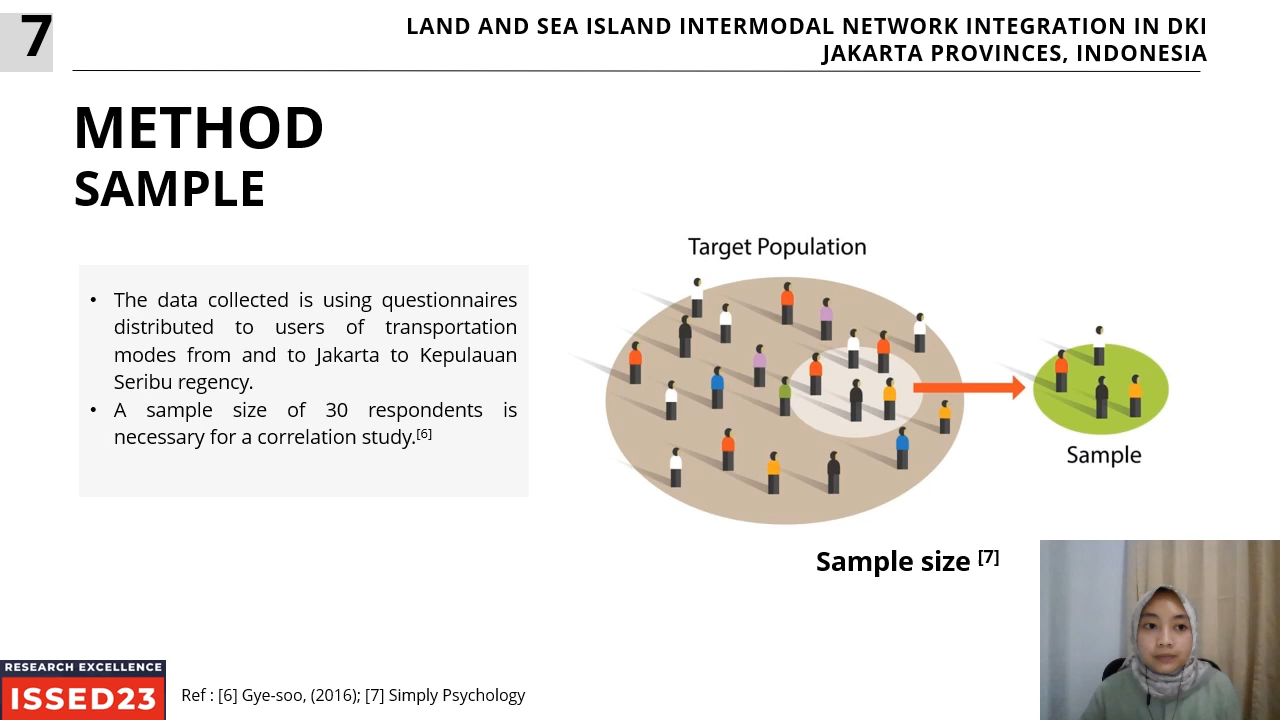 7
LAND AND SEA ISLAND INTERMODAL NETWORK INTEGRATION IN DKI
JAKARTA PROVINCES, INDONESIA
METHOD
SAMPLE
• The data collected is using questionnaires
distributed to users of transportation
modes from and to Jakarta to Kepulauan
Seribu regency.
• A sample size of 30 respondents is
necessary for a correlation study.[6]
Target Population
Sample
Sample size [7]
RESEARCH EXCELLENCE
ISSED23
Ref : [6] Gye-soo, (2016); [7] Simply Psychology